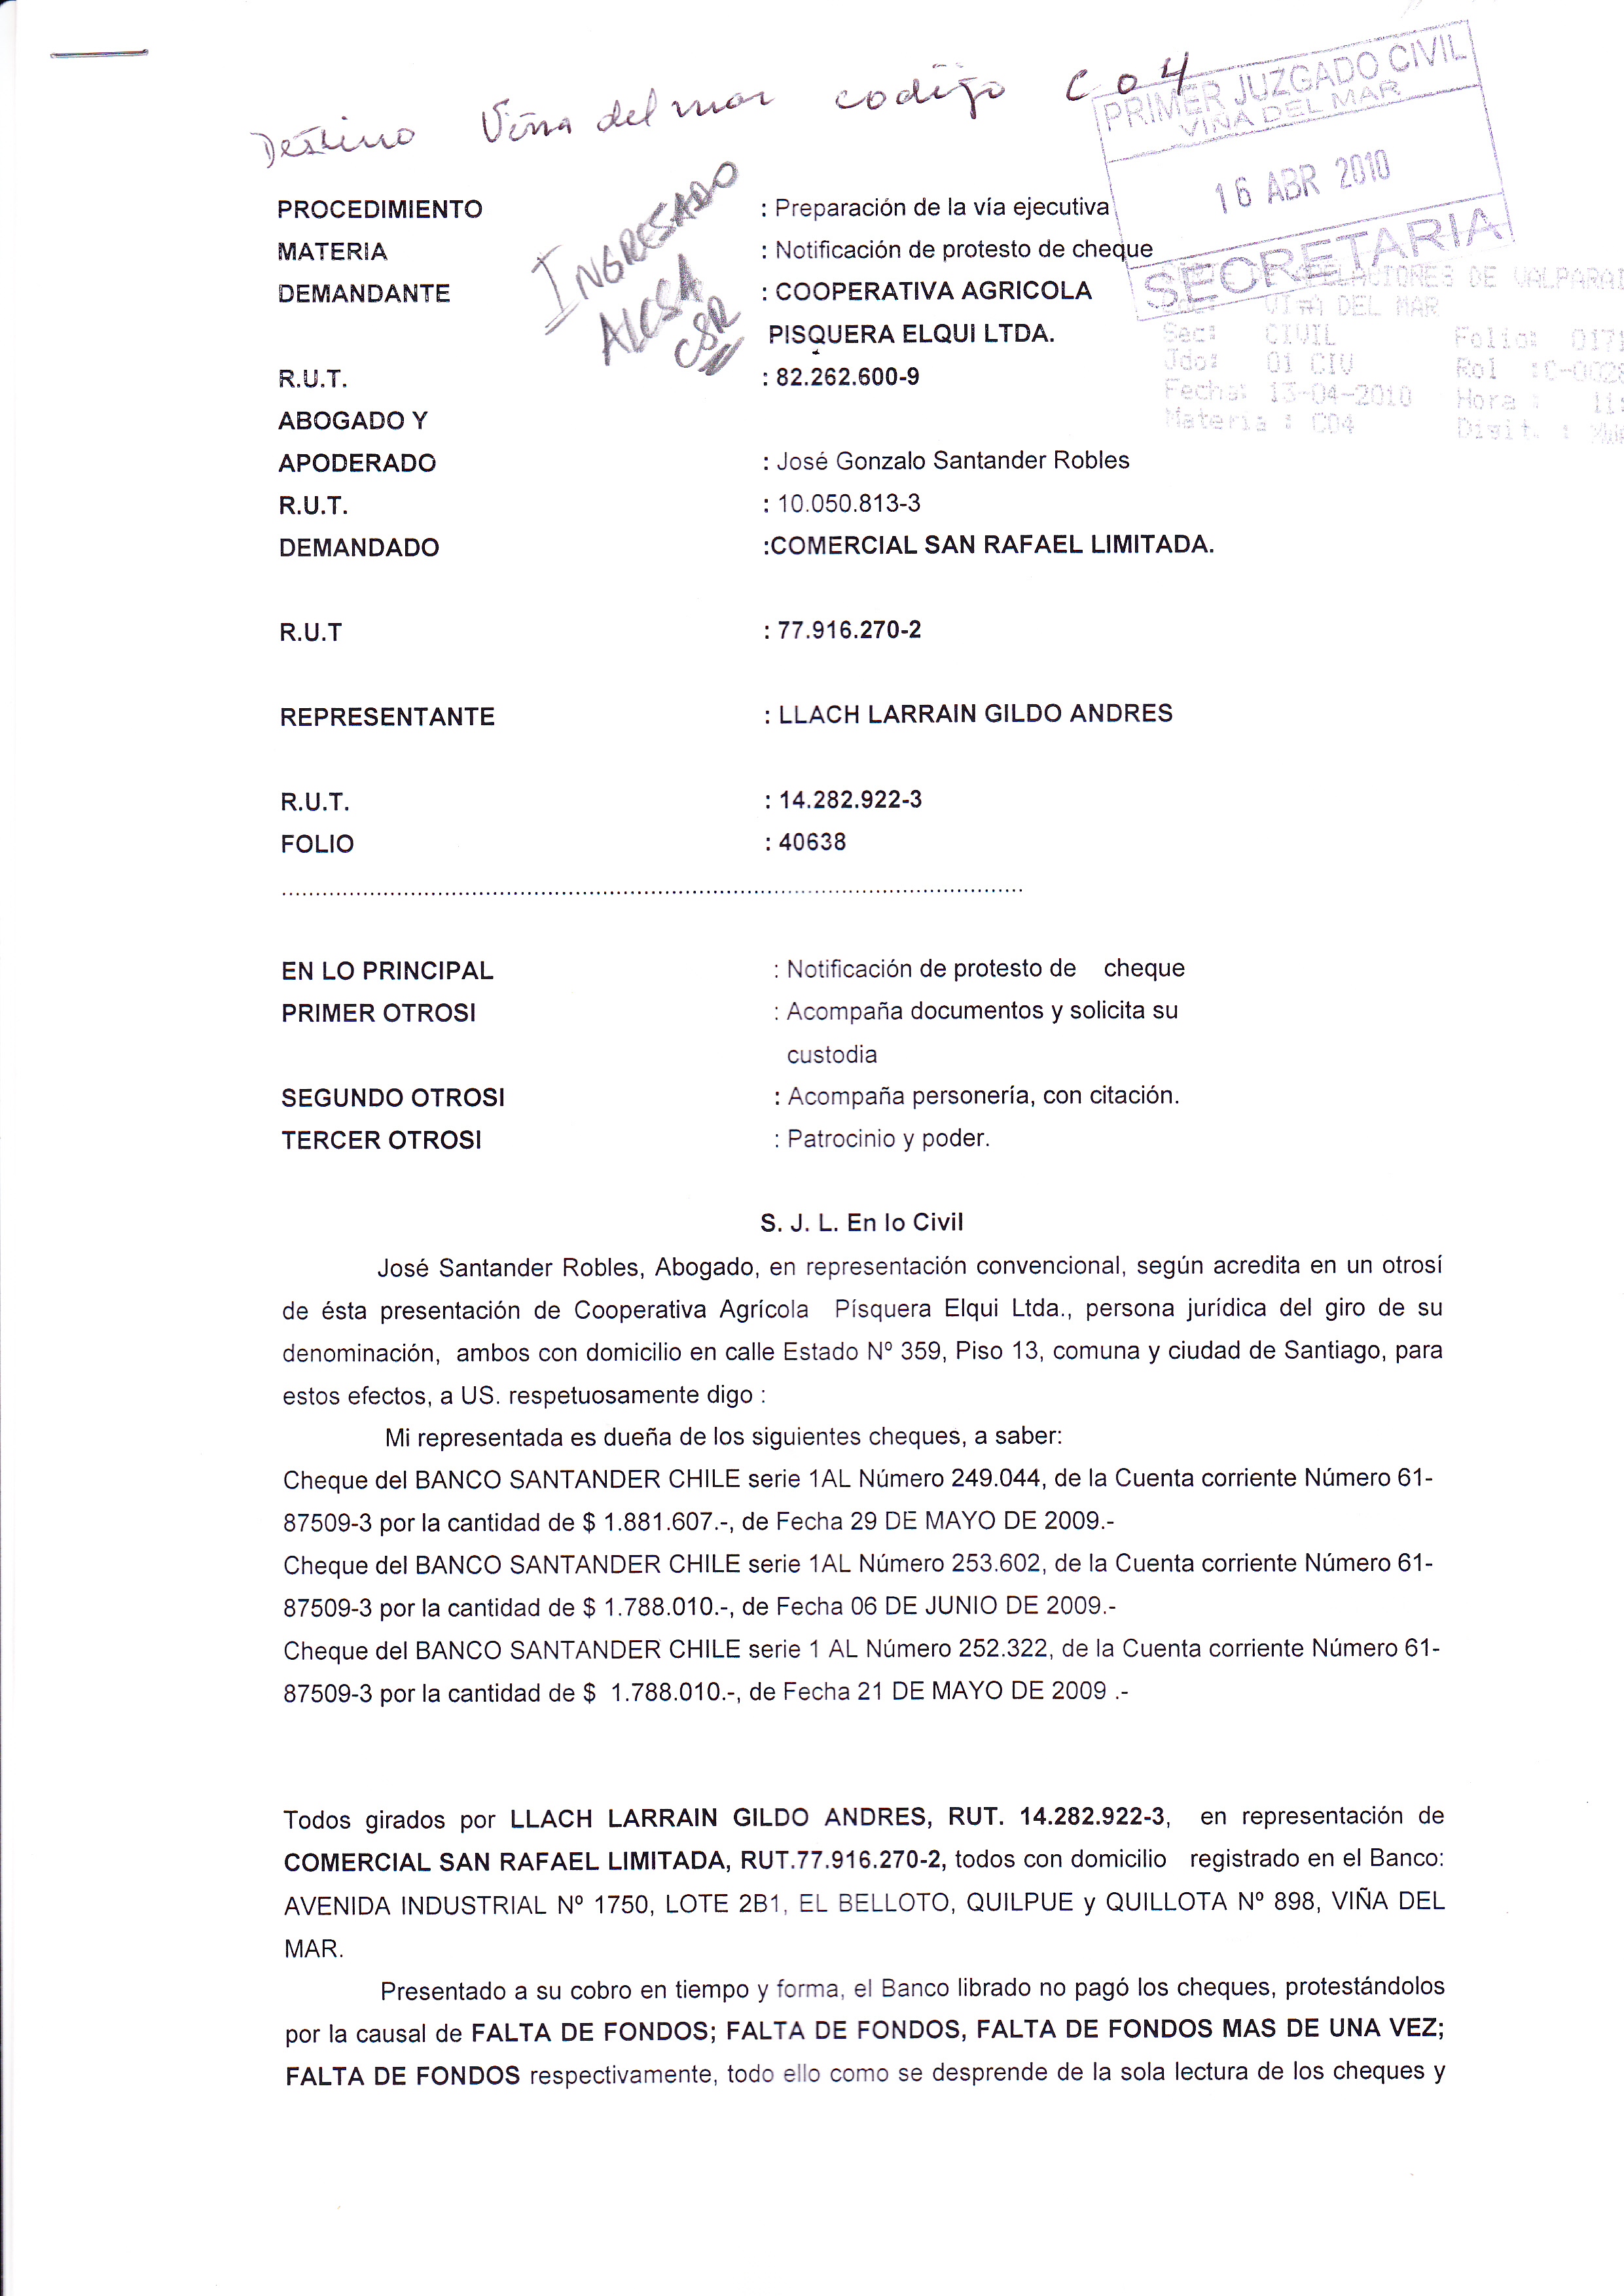 Destino Viña del mar codigo C04
PRIMER JUZGADO CIVIL
VIÑA DEL MAR
16 ABR 2010
SECRETARIA
INGRESADO
ALCSA
CSR
PROCEDIMIENTO : Preparación de la vía ejecutiva
MATERIA : Notificación de protesto de cheque
DEMANDANTE : COOPERATIVA AGRICOLA
PISQUERA ELQUI LTDA.
DE VALPARAI
VIÑA DEL MAR
Sec: CIVIL Folio: 0171
Jdo: 01 CIV Rol :C-0028
Fecha: 13-04-2010 Hora : 11:
Materia : C04 Digit. :
R.U.T. : 82.262.600-9
ABOGADO Y
APODERADO : José Gonzalo Santander Robles
R.U.T. : 10.050.813-3
DEMANDADO :COMERCIAL SAN RAFAEL LIMITADA.
R.U.T : 77.916.270-2
REPRESENTANTE : LLACH LARRAIN GILDO ANDRES
R.U.T. : 14.282.922-3
FOLIO : 40638
................................................................................................................
EN LO PRINCIPAL : Notificación de protesto de cheque
PRIMER OTROSI : Acompaña documentos y solicita su
custodia
SEGUNDO OTROSI : Acompaña personería, con citación.
TERCER OTROSI : Patrocinio y poder.
S. J. L. En lo Civil
José Santander Robles, Abogado, en representación convencional, según acredita en un otrosí
de ésta presentación de Cooperativa Agrícola Písquera Elqui Ltda., persona jurídica del giro de su
denominación, ambos con domicilio en calle Estado Nº 359, Piso 13, comuna y ciudad de Santiago, para
estos efectos, a US. respetuosamente digo :
Mi representada es dueña de los siguientes cheques, a saber:
Cheque del BANCO SANTANDER CHILE serie 1AL Número 249.044, de la Cuenta corriente Número 61-
87509-3 por la cantidad de $ 1.881.607.-, de Fecha 29 DE MAYO DE 2009.-
Cheque del BANCO SANTANDER CHILE serie 1AL Número 253.602, de la Cuenta corriente Número 61-
87509-3 por la cantidad de $ 1.788.010.-, de Fecha 06 DE JUNIO DE 2009.-
Cheque del BANCO SANTANDER CHILE serie 1 AL Número 252.322, de la Cuenta corriente Número 61-
87509-3 por la cantidad de $ 1.788.010.-, de Fecha 21 DE MAYO DE 2009 .-
Todos girados por LLACH LARRAIN GILDO ANDRES, RUT. 14.282.922-3, en representación de
COMERCIAL SAN RAFAEL LIMITADA, RUT.77.916.270-2, todos con domicilio registrado en el Banco:
AVENIDA INDUSTRIAL Nº 1750, LOTE 2B1, EL BELLOTO, QUILPUE y QUILLOTA Nº 898, VIÑA DEL
MAR.
Presentado a su cobro en tiempo y forma, el Banco librado no pagó los cheques, protestándolos
por la causal de FALTA DE FONDOS; FALTA DE FONDOS, FALTA DE FONDOS MAS DE UNA VEZ;
FALTA DE FONDOS respectivamente, todo ello como se desprende de la sola lectura de los cheques y